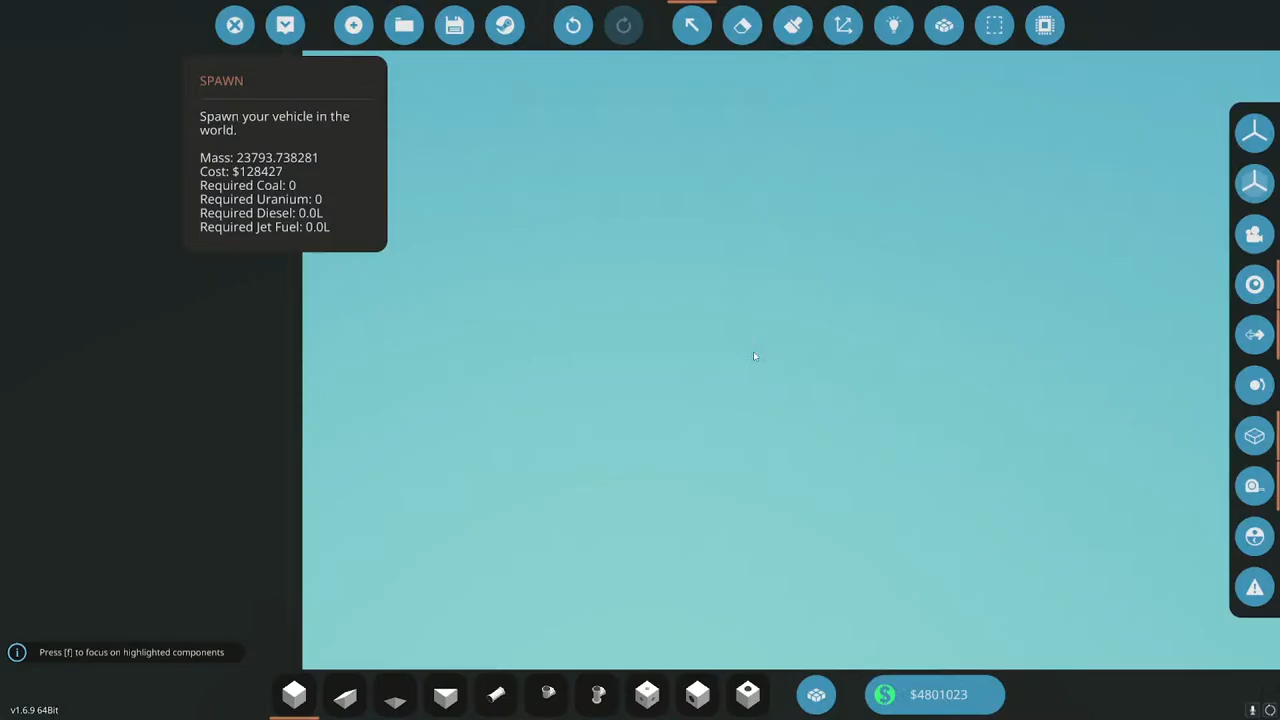 SPAWN
Spawn your vehicle in the
world.
Mass: 23793.738281
Cost: $128427
Required Coal: 0
Required Uranium: 0
Required Diesel: 0.0L
Required Jet Fuel: 0.0L
Press [f] to focus on highlighted components
$4801023
v1.6.9 64Bit